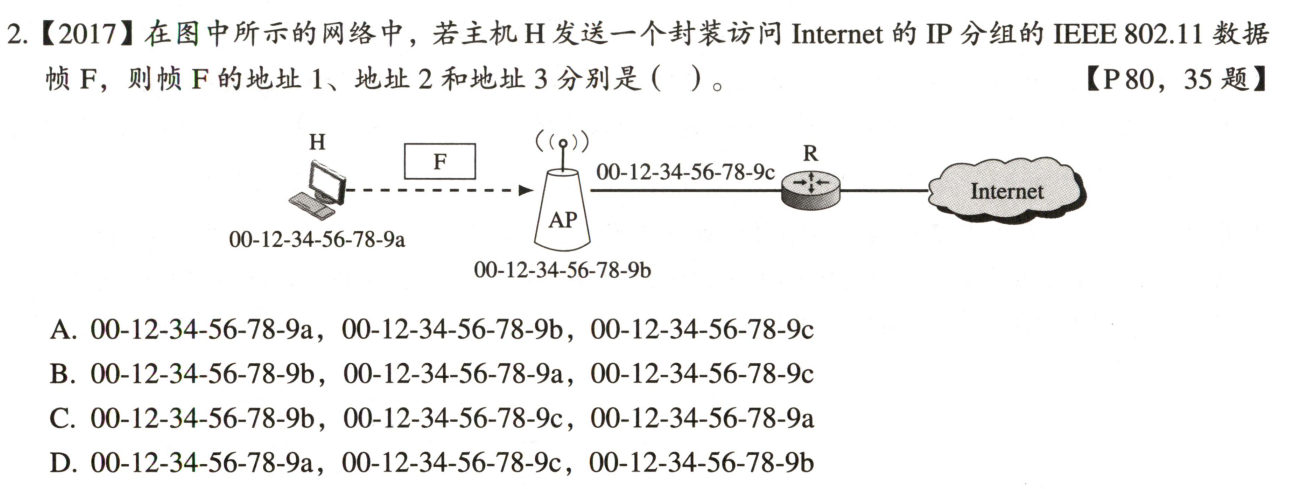 2.【2017】在图中所示的网络中，若主机 H 发送一个封装访问 Internet 的 IP 分组的 IEEE 802.11 数据
帧 F，则帧 F 的地址 1、地址 2 和地址 3 分别是（ ）。 【P 80，35 题】
H
F
((o))
00-12-34-56-78-9c
R
Internet
AP
00-12-34-56-78-9a
00-12-34-56-78-9b
A. 00-12-34-56-78-9a，00-12-34-56-78-9b，00-12-34-56-78-9c
B. 00-12-34-56-78-9b，00-12-34-56-78-9a，00-12-34-56-78-9c
C. 00-12-34-56-78-9b，00-12-34-56-78-9c，00-12-34-56-78-9a
D. 00-12-34-56-78-9a，00-12-34-56-78-9c，00-12-34-56-78-9b